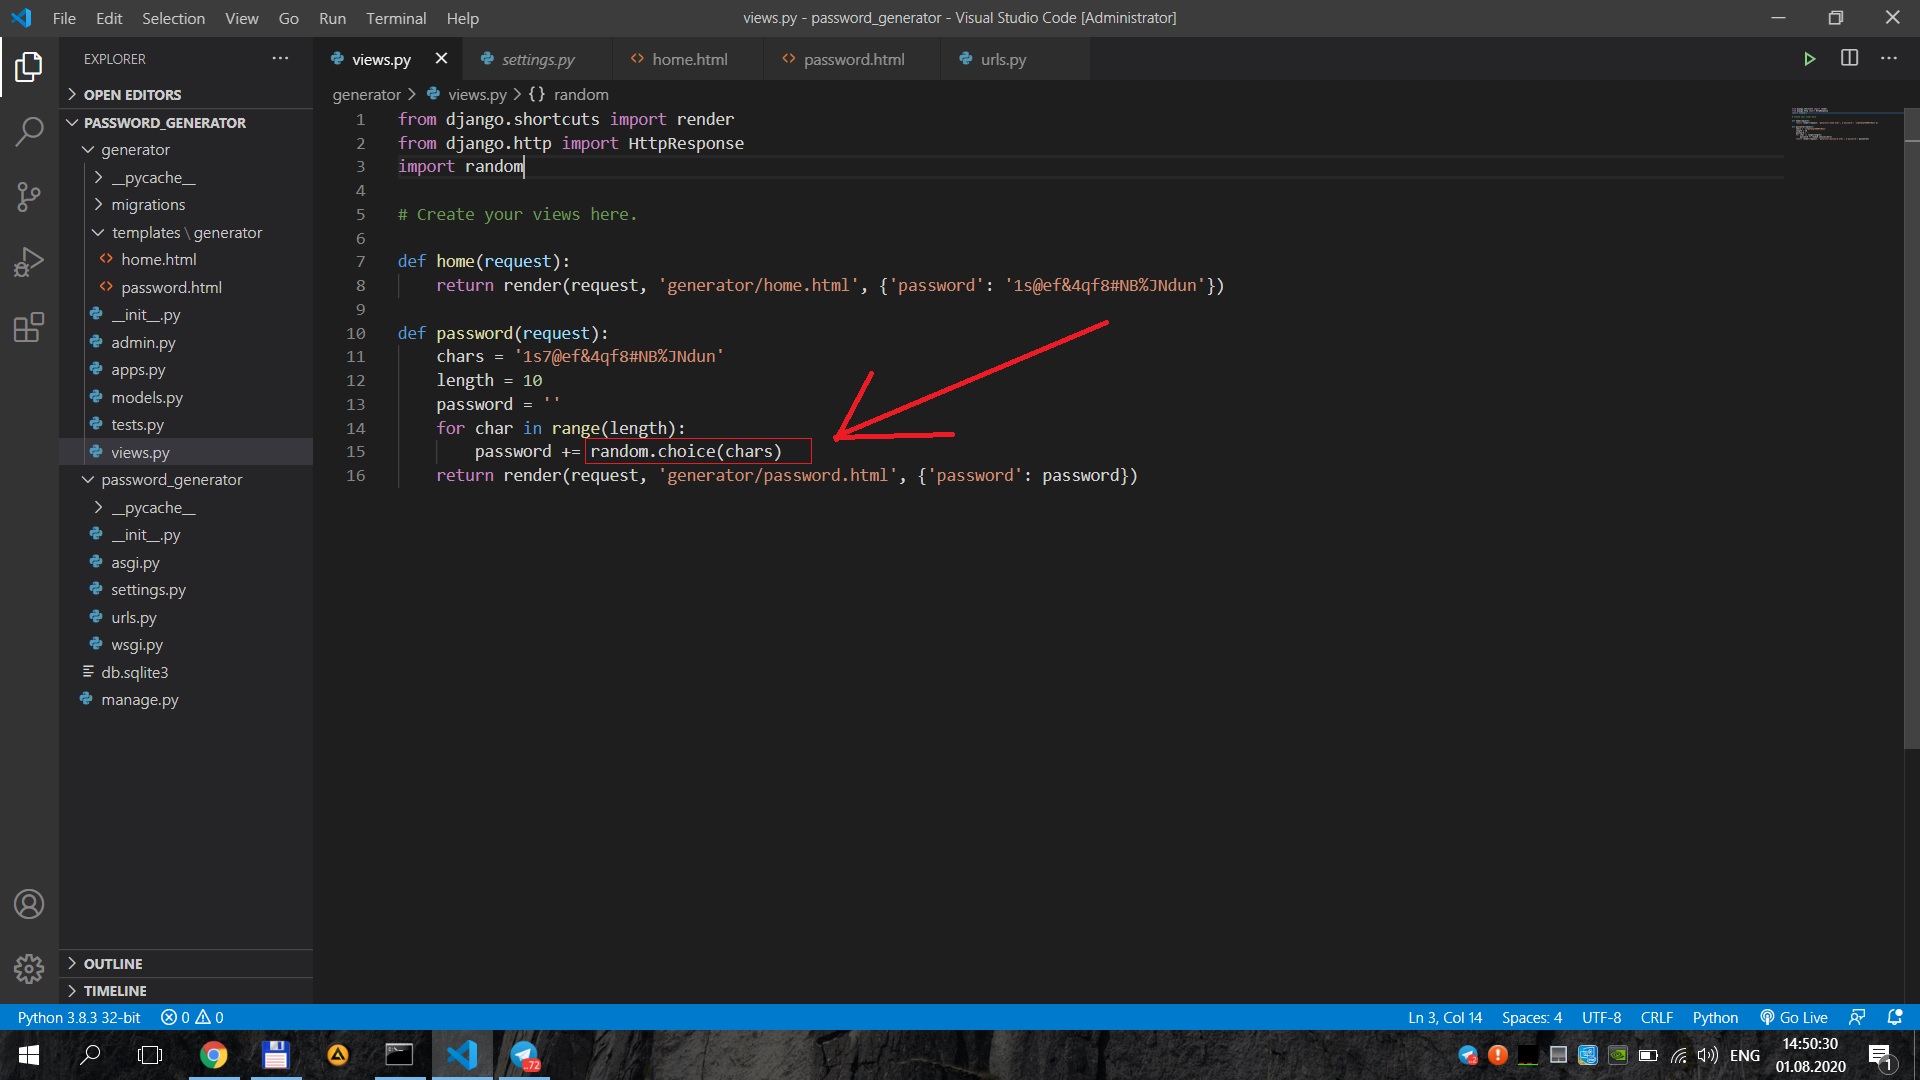 File Edit Selection View Go Run Terminal Help
views.py - password_generator - Visual Studio Code [Administrator]
EXPLORER
OPEN EDITORS
PASSWORD_GENERATOR
generator
__pycache__
migrations
templates \ generator
home.html
password.html
__init__.py
admin.py
apps.py
models.py
tests.py
views.py
password_generator
__pycache__
__init__.py
asgi.py
settings.py
urls.py
wsgi.py
db.sqlite3
manage.py
OUTLINE
TIMELINE
views.py settings.py home.html password.html urls.py
generator > views.py > {} random
1 from django.shortcuts import render
2 from django.http import HttpResponse
3 import random
4
5 # Create your views here.
6
7 def home(request):
8 return render(request, 'generator/home.html', {'password': '1s@ef&4qf8#NB%JNdun'})
9
10 def password(request):
11 chars = '1s7@ef&4qf8#NB%JNdun'
12 length = 10
13 password = ''
14 for char in range(length):
15 password += random.choice(chars)
16 return render(request, 'generator/password.html', {'password': password})
Python 3.8.3 32-bit 0 0
Ln 3, Col 14 Spaces: 4 UTF-8 CRLF Python Go Live
72
ENG
14:50:30
01.08.2020
1